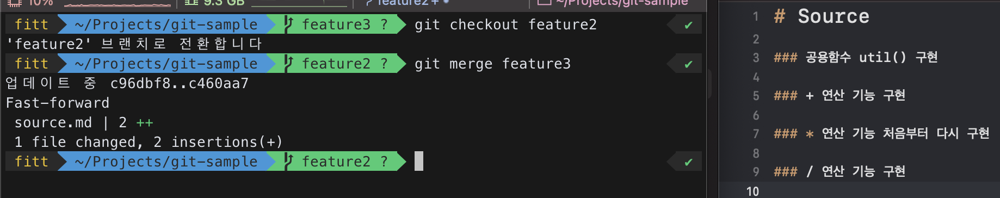 10%
9.3 GB
feature2+
~/Projects/git-sample
fitt ~/Projects/git-sample feature3 ? git checkout feature2 ✔
'feature2' 브랜치로 전환합니다
fitt ~/Projects/git-sample feature2 ? git merge feature3 ✔
업데이트 중 c96dbf8..c460aa7
Fast-forward
source.md | 2 ++
1 file changed, 2 insertions(+)
fitt ~/Projects/git-sample feature2 ? ✔
1 # Source
2
3 ### 공용함수 util() 구현
4
5 ### + 연산 기능 구현
6
7 ### * 연산 기능 처음부터 다시 구현
8
9 ### / 연산 기능 구현
10